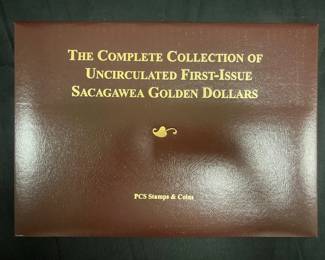 The Complete Collection of
Uncirculated First-Issue
Sacagawea Golden Dollars
PCS Stamps & Coins